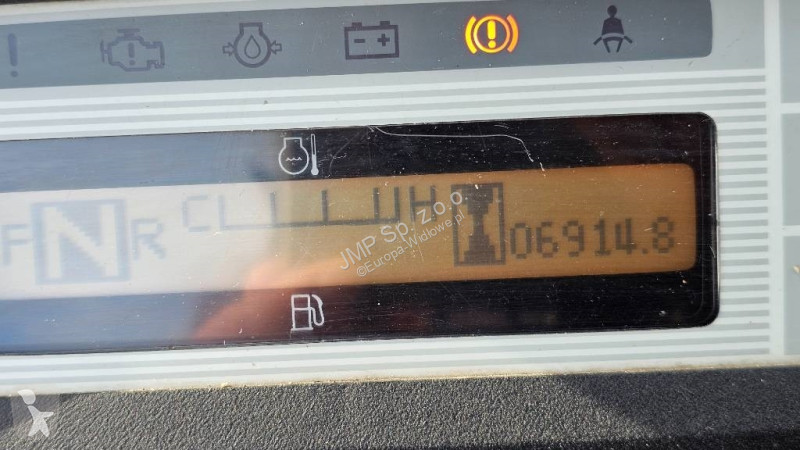 F N R C H 06914.8
JMP Sp. z o.o.
©Europa-Widlowe.pl